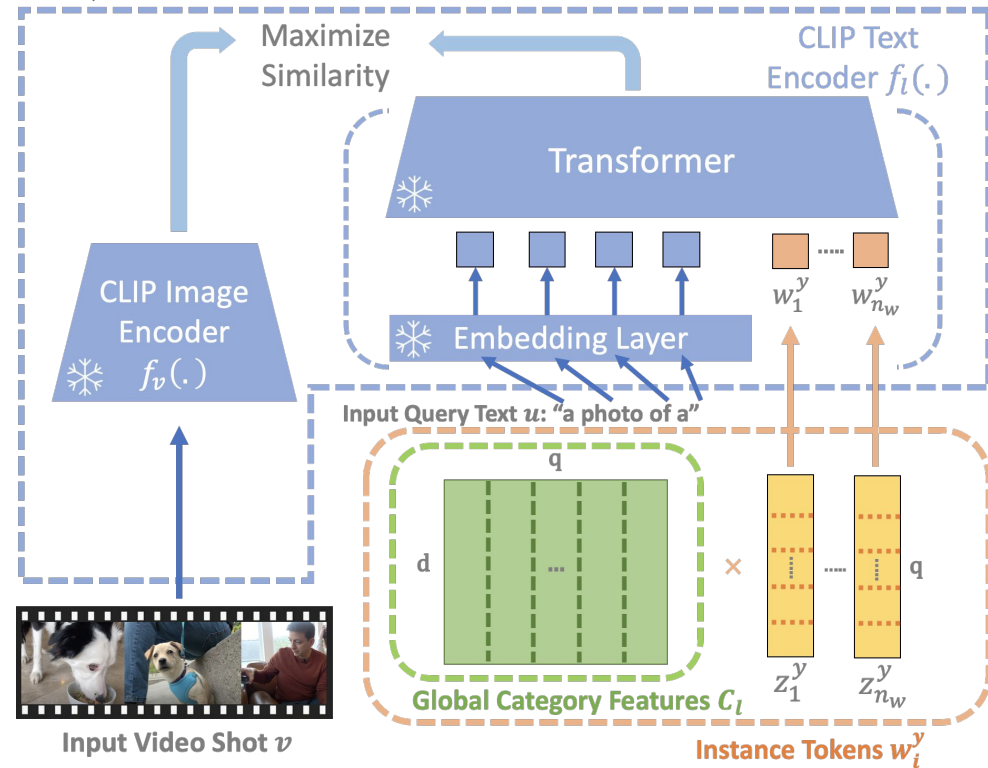 Maximize
Similarity
CLIP Text
Encoder f_l(.)
Transformer
CLIP Image
Encoder
f_v(.)
w_1^y ..... w_{n_w}^y
Embedding Layer
Input Query Text u: “a photo of a”
q
d
...
×
.....
q
z_1^y
z_{n_w}^y
Global Category Features C_l
Input Video Shot v
Instance Tokens w_i^y